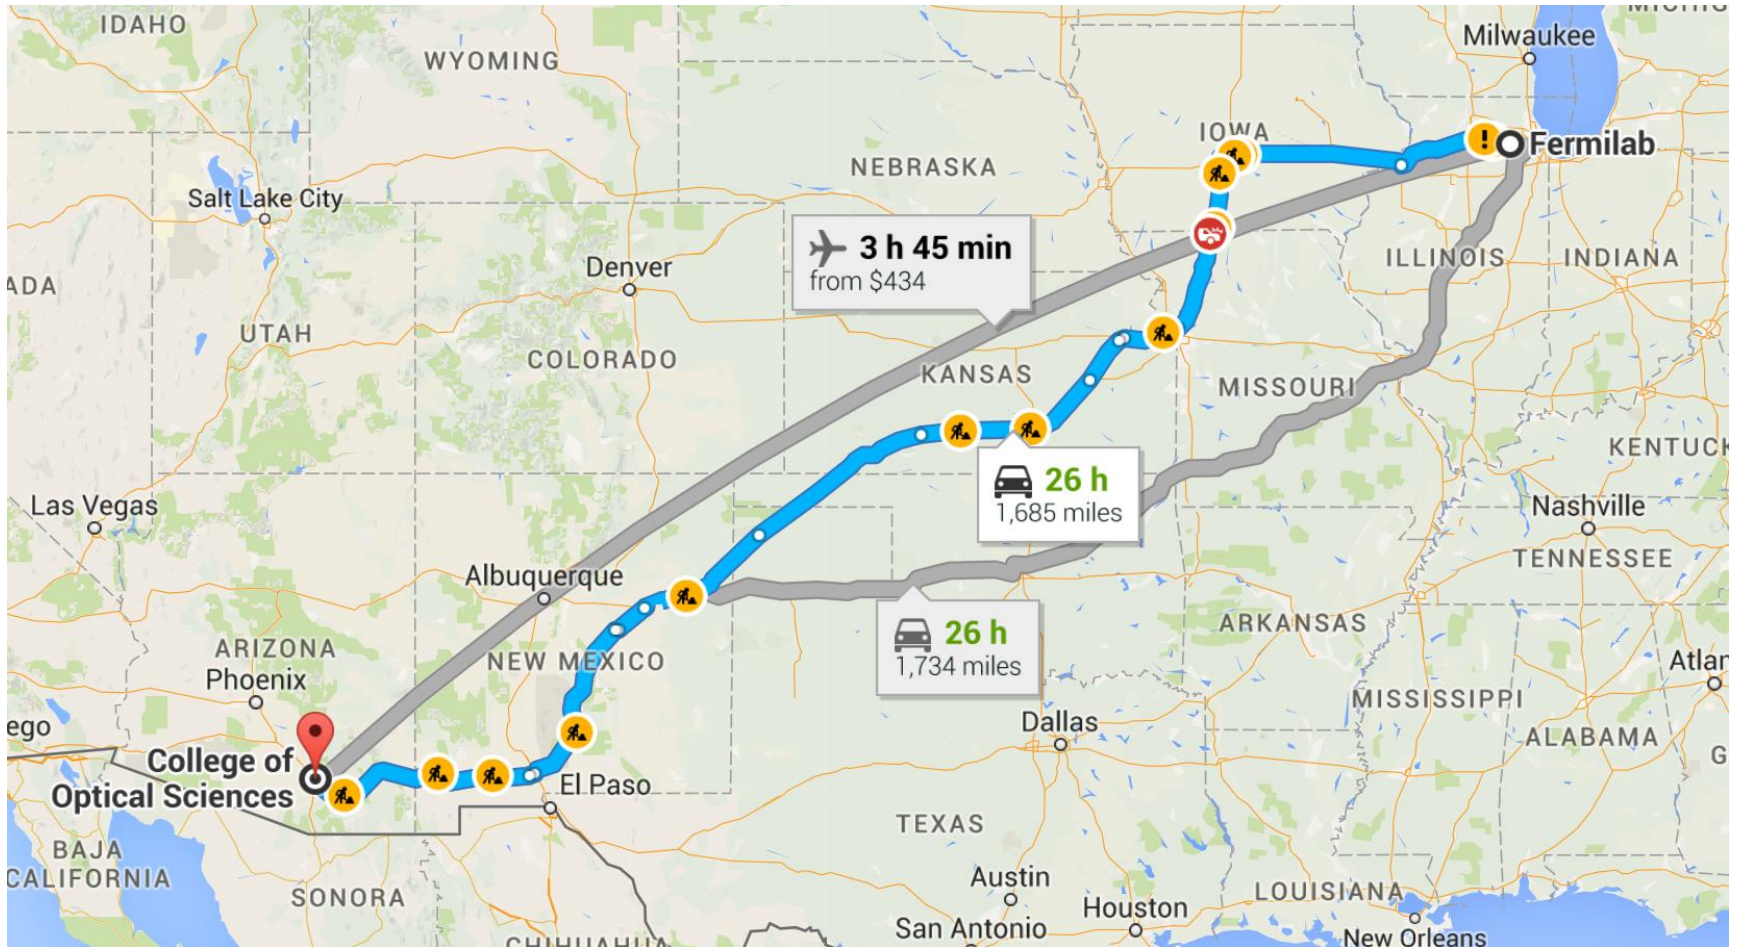 IDAHO
WYOMING
Milwaukee
IOWA
Fermilab
NEBRASKA
Salt Lake City
3 h 45 min
from $434
Denver
ILLINOIS
INDIANA
ADA
UTAH
COLORADO
KANSAS
MISSOURI
KENTUCK
26 h
1,685 miles
Las Vegas
Nashville
TENNESSEE
Albuquerque
26 h
1,734 miles
ARKANSAS
ARIZONA
NEW MEXICO
Phoenix
Atlan
MISSISSIPPI
ego
Dallas
ALABAMA
G
College of
Optical Sciences
El Paso
TEXAS
BAJA
CALIFORNIA
SONORA
Austin
LOUISIANA
Houston
San Antonio
New Orleans
CHIHUAHUA